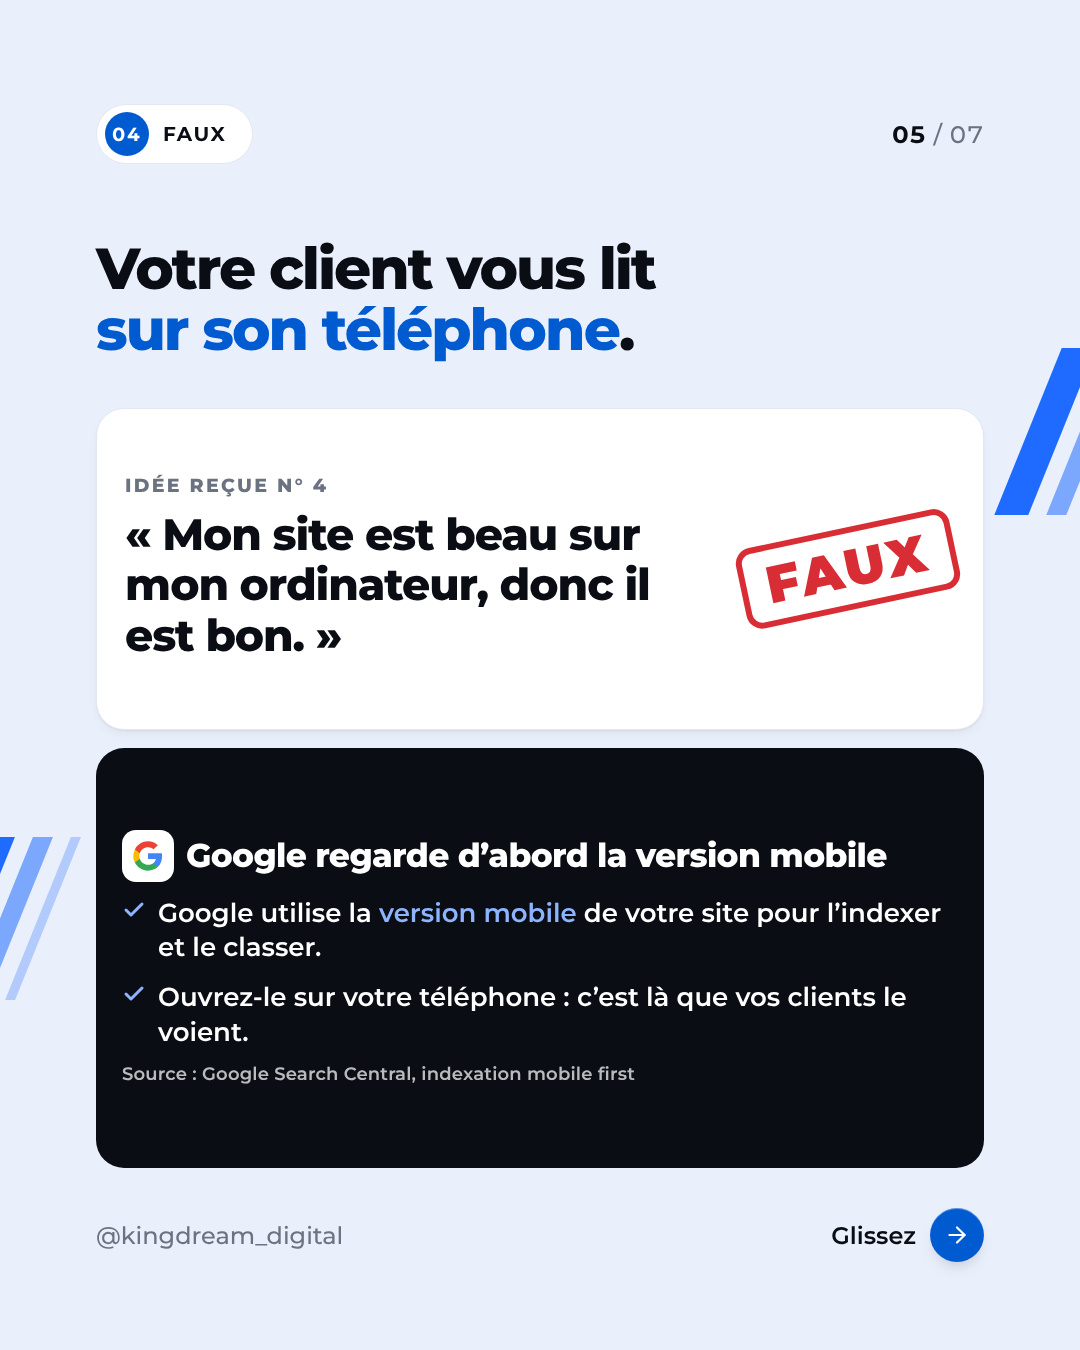 04 FAUX
05 / 07
Votre client vous lit
sur son téléphone.
IDÉE REÇUE N° 4
« Mon site est beau sur
mon ordinateur, donc il
est bon. »
FAUX
Google regarde d’abord la version mobile
Google utilise la version mobile de votre site pour l’indexer
et le classer.
Ouvrez-le sur votre téléphone : c’est là que vos clients le
voient.
Source : Google Search Central, indexation mobile first
@kingdream_digital
Glissez